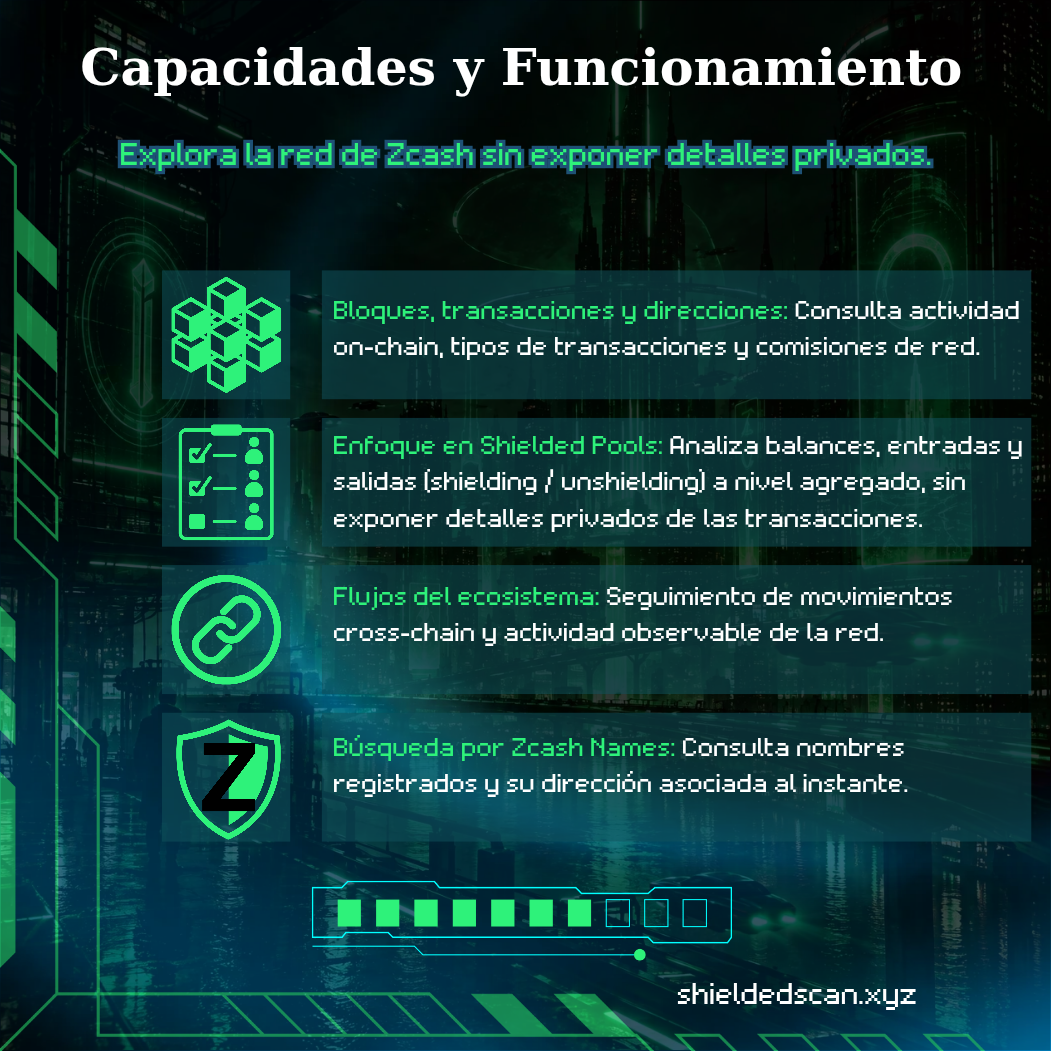 Capacidades y Funcionamiento
Explora la red de Zcash sin exponer detalles privados.
Bloques, transacciones y direcciones: Consulta actividad
on-chain, tipos de transacciones y comisiones de red.
Enfoque en Shielded Pools: Analiza balances, entradas y
salidas (shielding / unshielding) a nivel agregado, sin
exponer detalles privados de las transacciones.
Flujos del ecosistema: Seguimiento de movimientos
cross-chain y actividad observable de la red.
Z
Búsqueda por Zcash Names: Consulta nombres
registrados y su dirección asociada al instante.
shieldedscan.xyz